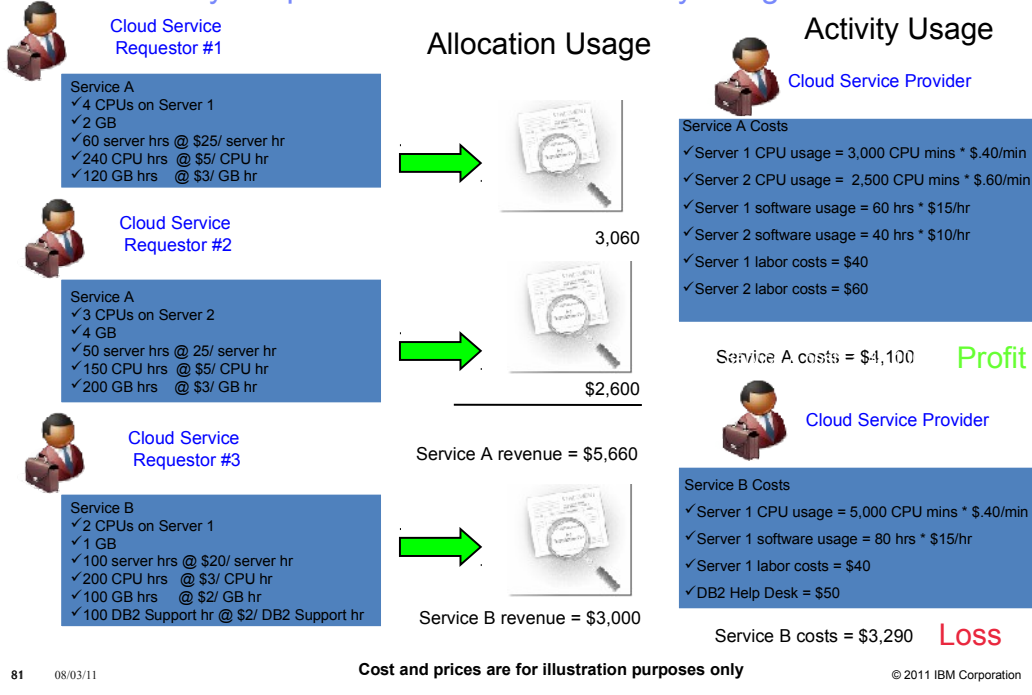 Cloud Service
Requestor #1
Service A
✓4 CPUs on Server 1
✓2 GB
✓60 server hrs @ $25/ server hr
✓240 CPU hrs @ $5/ CPU hr
✓120 GB hrs @ $3/ GB hr
Cloud Service
Requestor #2
Service A
✓3 CPUs on Server 2
✓4 GB
✓50 server hrs @ 25/ server hr
✓150 CPU hrs @ $5/ CPU hr
✓200 GB hrs @ $3/ GB hr
Cloud Service
Requestor #3
Service B
✓2 CPUs on Server 1
✓1 GB
✓100 server hrs @ $20/ server hr
✓200 CPU hrs @ $3/ CPU hr
✓100 GB hrs @ $2/ GB hr
✓100 DB2 Support hr @ $2/ DB2 Support hr
Allocation Usage
3,060
$2,600
Service A revenue = $5,660
Service B revenue = $3,000
Activity Usage
Cloud Service Provider
Service A Costs
✓Server 1 CPU usage = 3,000 CPU mins * $.40/min
✓Server 2 CPU usage = 2,500 CPU mins * $.60/min
✓Server 1 software usage = 60 hrs * $15/hr
✓Server 2 software usage = 40 hrs * $10/hr
✓Server 1 labor costs = $40
✓Server 2 labor costs = $60
Service A costs = $4,100
Profit
Cloud Service Provider
Service B Costs
✓Server 1 CPU usage = 5,000 CPU mins * $.40/min
✓Server 1 software usage = 80 hrs * $15/hr
✓Server 1 labor costs = $40
✓DB2 Help Desk = $50
Service B costs = $3,290
Loss
81
08/03/11
Cost and prices are for illustration purposes only
© 2011 IBM Corporation